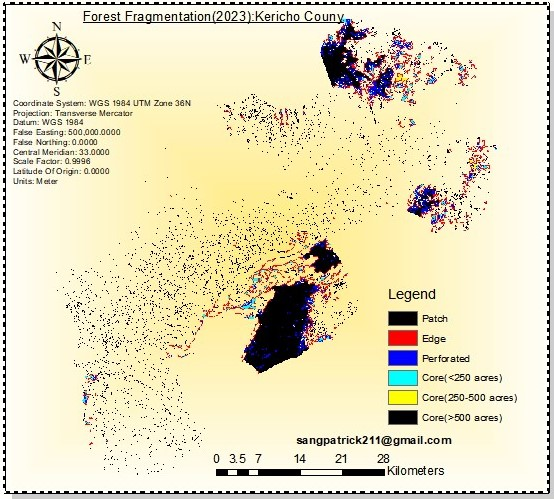 Forest Fragmentation(2023):Kericho Couny
N
W E
S
Coordinate System: WGS 1984 UTM Zone 36N
Projection: Transverse Mercator
Datum: WGS 1984
False Easting: 500,000.0000
False Northing: 0.0000
Central Meridian: 33.0000
Scale Factor: 0.9996
Latitude Of Origin: 0.0000
Units: Meter
Legend
Patch
Edge
Perforated
Core(<250 acres)
Core(250-500 acres)
Core(>500 acres)
sangpatrick211@gmail.com
0 3.5 7 14 21 28
Kilometers